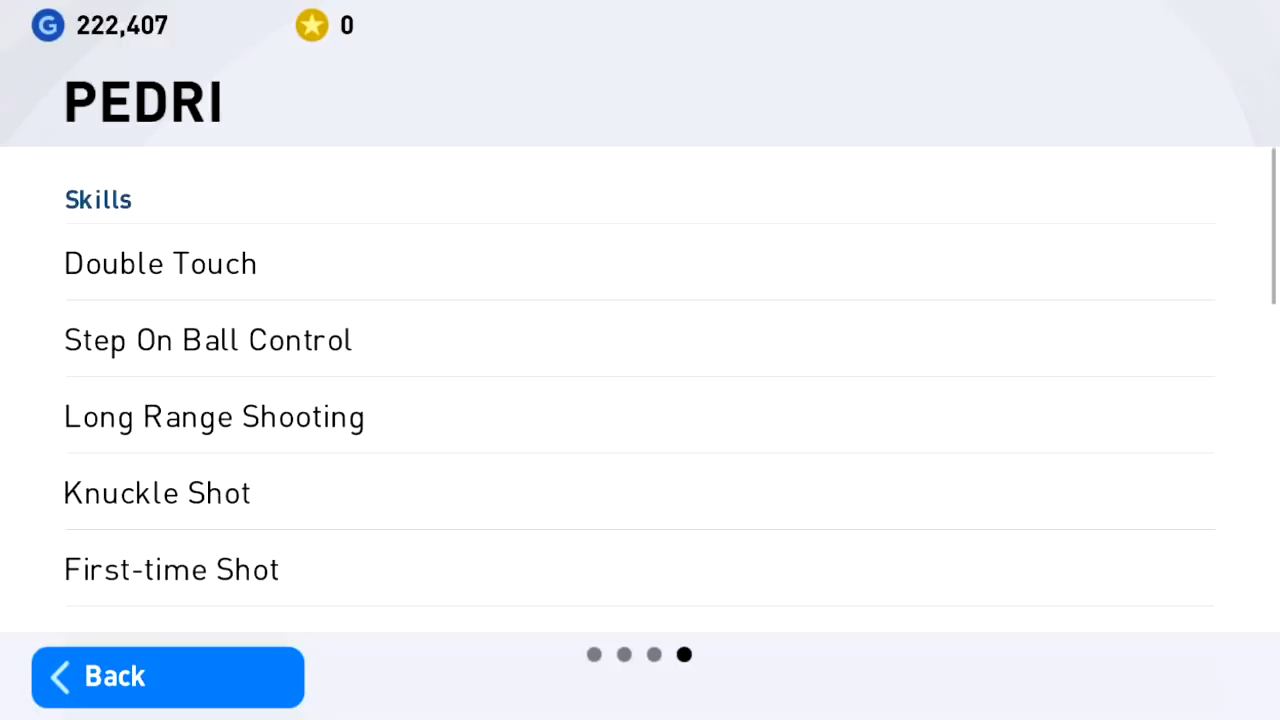 G 222,407 0
PEDRI
Skills
Double Touch
Step On Ball Control
Long Range Shooting
Knuckle Shot
First-time Shot
Back